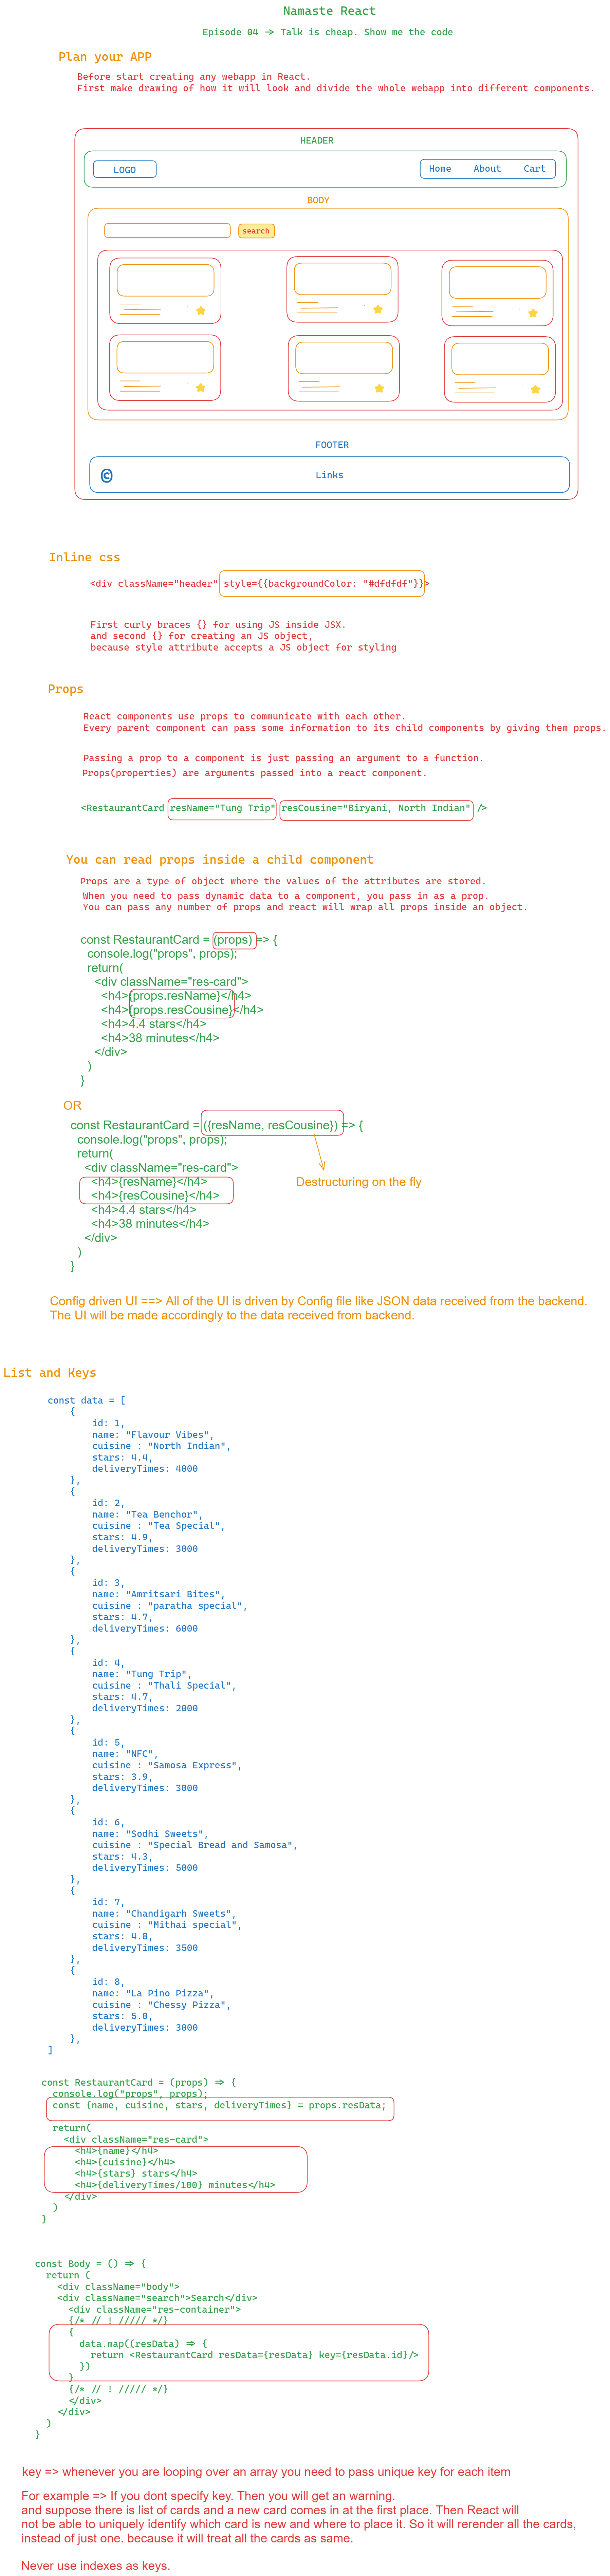 Namaste React
Episode 04 => Talk is cheap. Show me the code
Plan your APP
Before start creating any webapp in React.
First make drawing of how it will look and divide the whole webapp into different components.
HEADER
LOGO
Home About Cart
BODY
search
FOOTER
© Links
Inline css
<div className="header" style={{backgroundColor: "#dfdfdf"}}>
First curly braces {} for using JS inside JSX.
and second {} for creating an JS object,
because style attribute accepts a JS object for styling
Props
React components use props to communicate with each other.
Every parent component can pass some information to its child components by giving them props.
Passing a prop to a component is just passing an argument to a function.
Props(properties) are arguments passed into a react component.
<RestaurantCard resName="Tung Trip" resCousine="Biryani, North Indian" />
You can read props inside a child component
Props are a type of object where the values of the attributes are stored.
When you need to pass dynamic data to a component, you pass in as a prop.
You can pass any number of props and react will wrap all props inside an object.
const RestaurantCard = (props) => {
console.log("props", props);
return(
<div className="res-card">
<h4>{props.resName}</h4>
<h4>{props.resCousine}</h4>
<h4>4.4 stars</h4>
<h4>38 minutes</h4>
</div>
)
}
OR
const RestaurantCard = ({resName, resCousine}) => {
console.log("props", props);
return(
<div className="res-card">
<h4>{resName}</h4>
Destructuring on the fly
<h4>{resCousine}</h4>
<h4>4.4 stars</h4>
<h4>38 minutes</h4>
</div>
)
}
Config driven UI ==> All of the UI is driven by Config file like JSON data received from the backend.
The UI will be made accordingly to the data received from backend.
List and Keys
const data = [
{
id: 1,
name: "Flavour Vibes",
cuisine : "North Indian",
stars: 4.4,
deliveryTimes: 4000
},
{
id: 2,
name: "Tea Benchor",
cuisine : "Tea Special",
stars: 4.9,
deliveryTimes: 3000
},
{
id: 3,
name: "Amritsari Bites",
cuisine : "paratha special",
stars: 4.7,
deliveryTimes: 6000
},
{
id: 4,
name: "Tung Trip",
cuisine : "Thali Special",
stars: 4.7,
deliveryTimes: 2000
},
{
id: 5,
name: "NFC",
cuisine : "Samosa Express",
stars: 3.9,
deliveryTimes: 3000
},
{
id: 6,
name: "Sodhi Sweets",
cuisine : "Special Bread and Samosa",
stars: 4.3,
deliveryTimes: 5000
},
{
id: 7,
name: "Chandigarh Sweets",
cuisine : "Mithai special",
stars: 4.8,
deliveryTimes: 3500
},
{
id: 8,
name: "La Pino Pizza",
cuisine : "Chessy Pizza",
stars: 5.0,
deliveryTimes: 3000
},
]
const RestaurantCard = (props) => {
console.log("props", props);
const {name, cuisine, stars, deliveryTimes} = props.resData;
return(
<div className="res-card">
<h4>{name}</h4>
<h4>{cuisine}</h4>
<h4>{stars} stars</h4>
<h4>{deliveryTimes/100} minutes</h4>
</div>
)
}
const Body = () => {
return (
<div className="body">
<div className="search">Search</div>
<div className="res-container">
{/* // ! ///// */}
{
data.map((resData) => {
return <RestaurantCard resData={resData} key={resData.id}/>
})
}
{/* // ! ///// */}
</div>
</div>
)
}
key => whenever you are looping over an array you need to pass unique key for each item
For example => If you dont specify key. Then you will get an warning.
and suppose there is list of cards and a new card comes in at the first place. Then React will
not be able to uniquely identify which card is new and where to place it. So it will rerender all the cards,
instead of just one. because it will treat all the cards as same.
Never use indexes as keys.